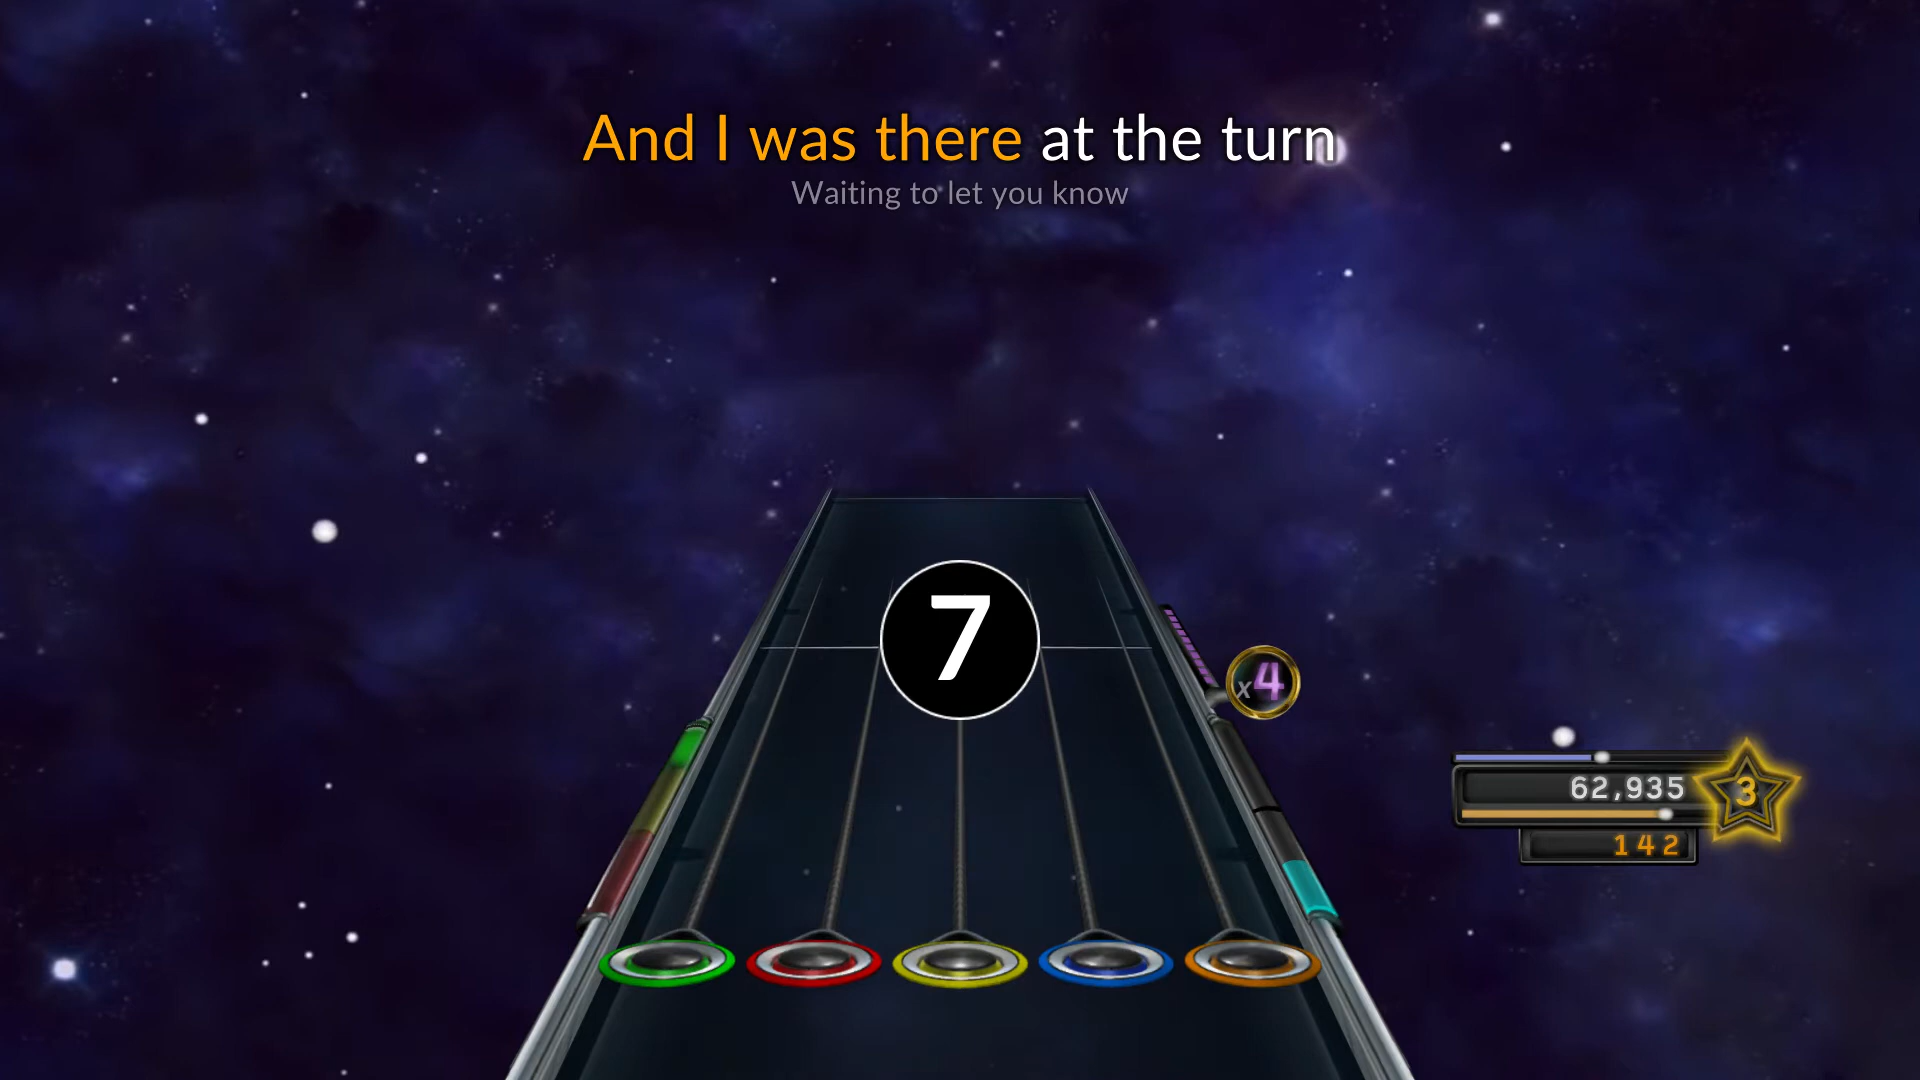 And I was there at the turn
Waiting to let you know
7
x4
62,935
3
142